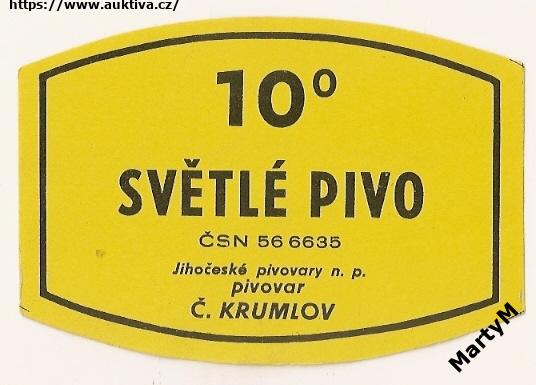 https://www.auktiva.cz/
10°
SVĚTLÉ PIVO
ČSN 56 6635
Jihočeské pivovary n. p.
pivovar
Č. KRUMLOV
MartyM